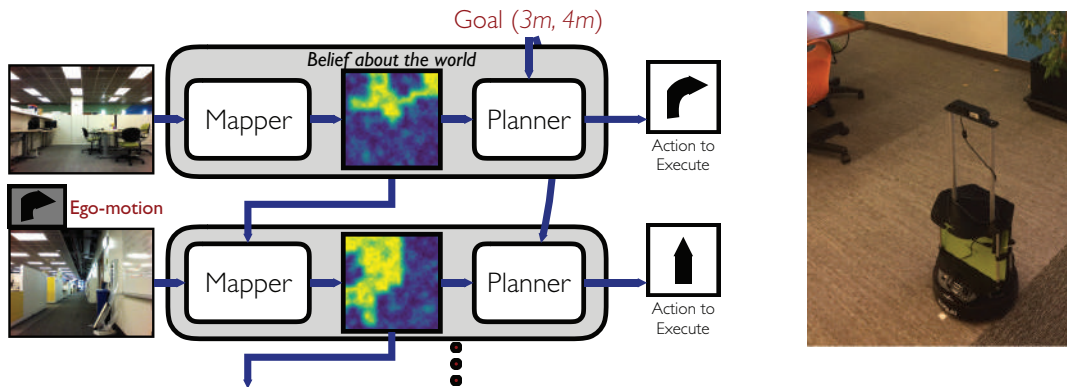 Goal (3m, 4m)
Belief about the world
Mapper
Planner
Action to
Execute
Ego-motion
Mapper
Planner
Action to
Execute